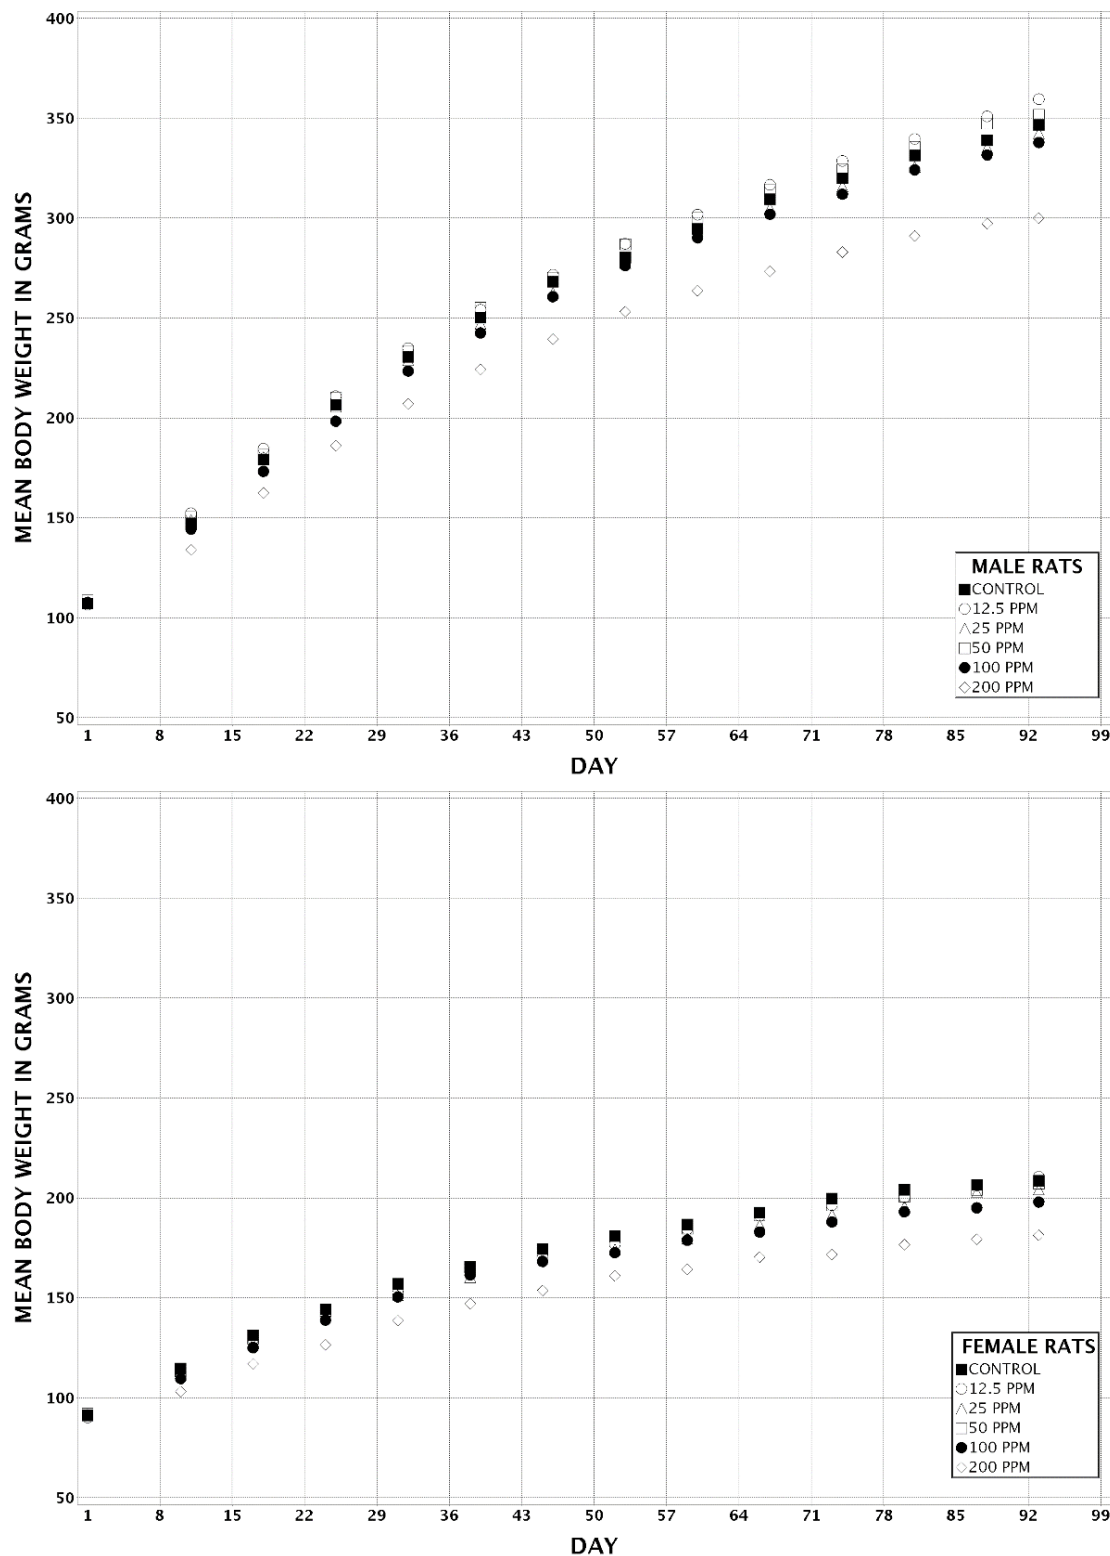 400
350
300
250
200
150
100
50
MEAN BODY WEIGHT IN GRAMS
MALE RATS
CONTROL
12.5 PPM
25 PPM
50 PPM
100 PPM
200 PPM
1 8 15 22 29 36 43 50 57 64 71 78 85 92 99
DAY
400
350
300
250
200
150
100
50
MEAN BODY WEIGHT IN GRAMS
FEMALE RATS
CONTROL
12.5 PPM
25 PPM
50 PPM
100 PPM
200 PPM
1 8 15 22 29 36 43 50 57 64 71 78 85 92 99
DAY